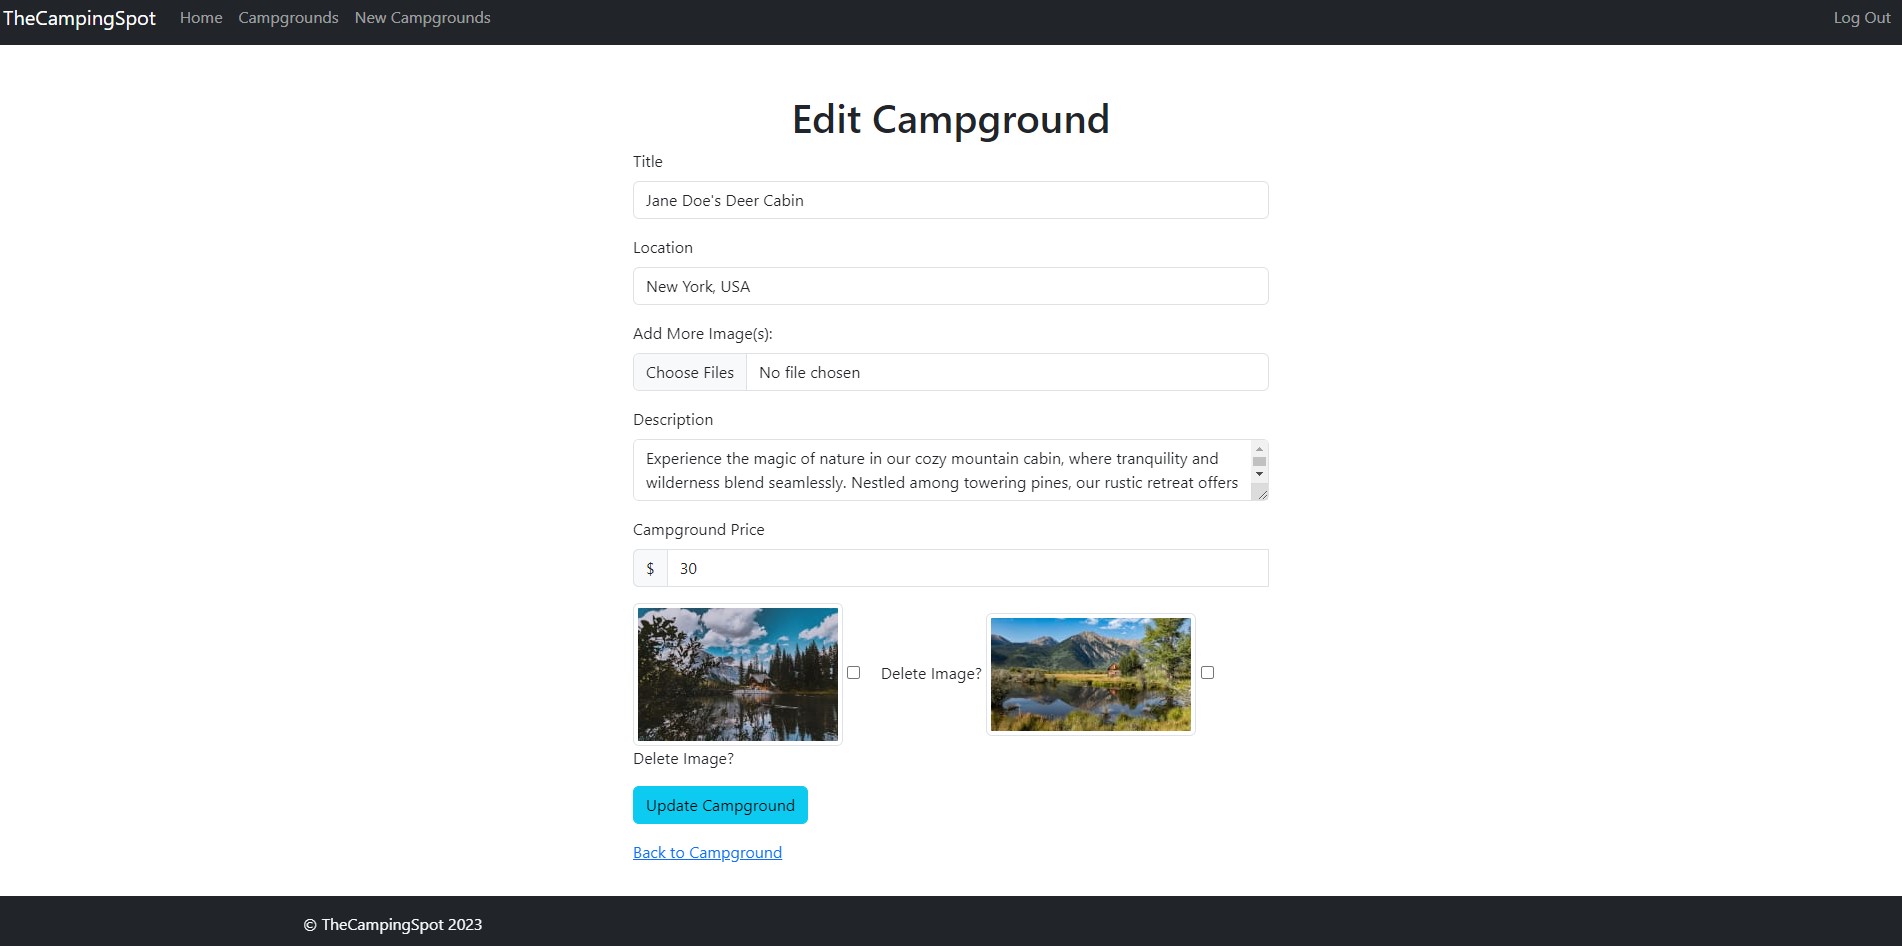 TheCampingSpot Home Campgrounds New Campgrounds Log Out
Edit Campground
Title
Jane Doe's Deer Cabin
Location
New York, USA
Add More Image(s):
Choose Files No file chosen
Description
Experience the magic of nature in our cozy mountain cabin, where tranquility and
wilderness blend seamlessly. Nestled among towering pines, our rustic retreat offers
Campground Price
$ 30
Delete Image?
Delete Image?
Update Campground
Back to Campground
© TheCampingSpot 2023